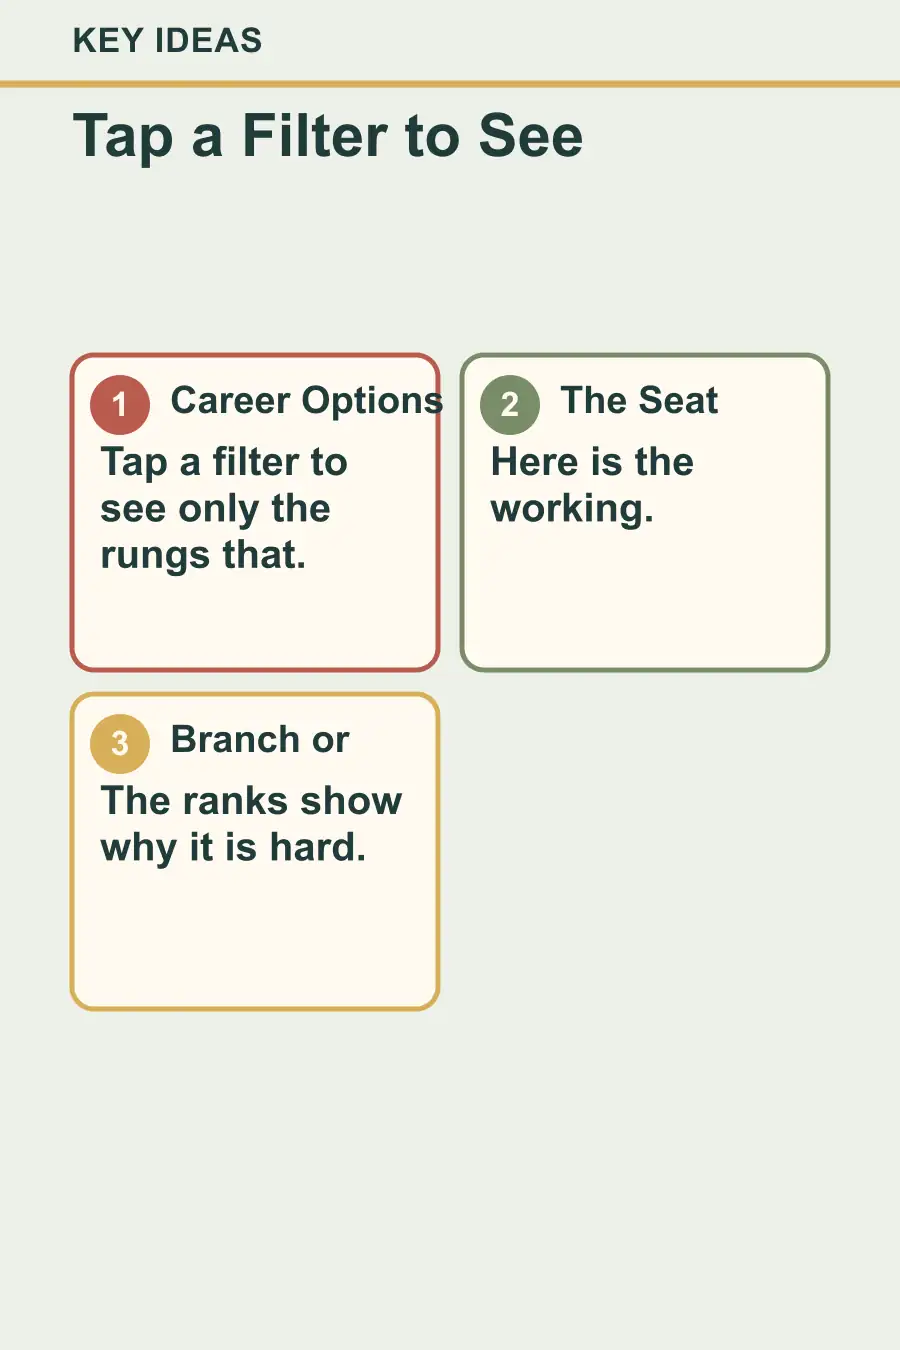 KEY IDEAS
Tap a Filter to See
1 Career Options
Tap a filter to
see only the
rungs that.
2 The Seat
Here is the
working.
3 Branch or
The ranks show
why it is hard.